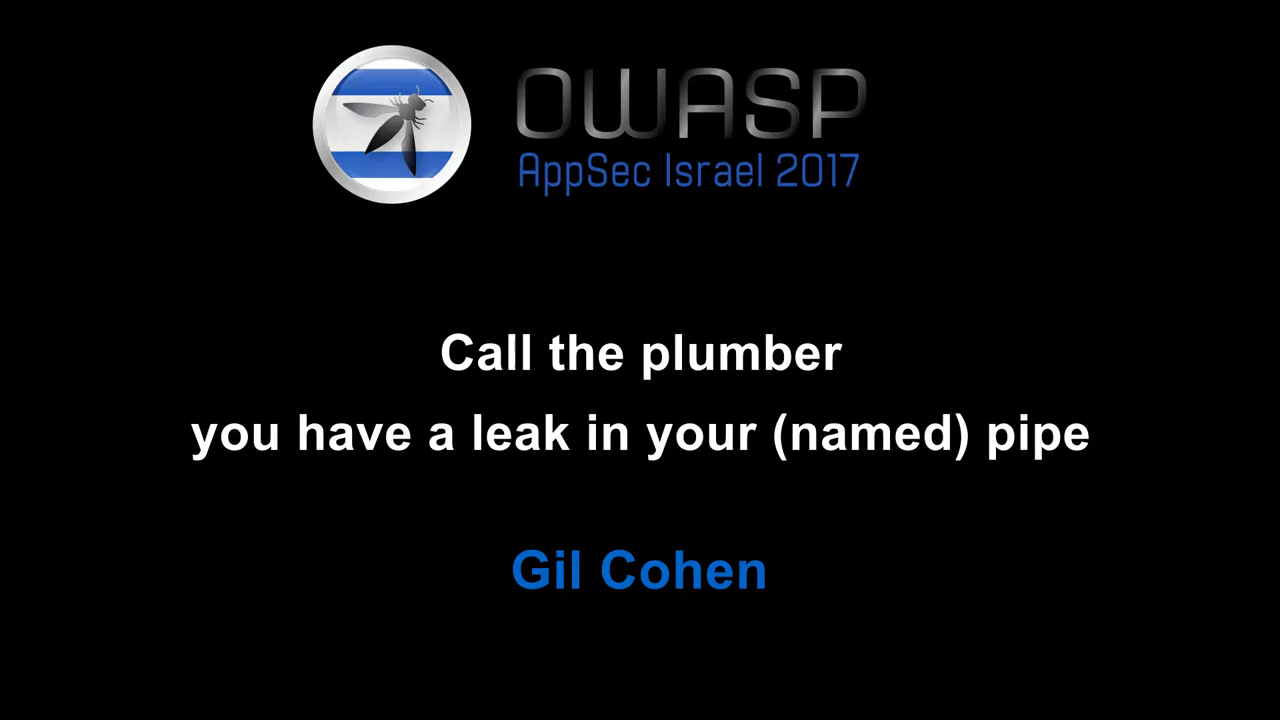 OWASP
AppSec Israel 2017
Call the plumber
you have a leak in your (named) pipe
Gil Cohen